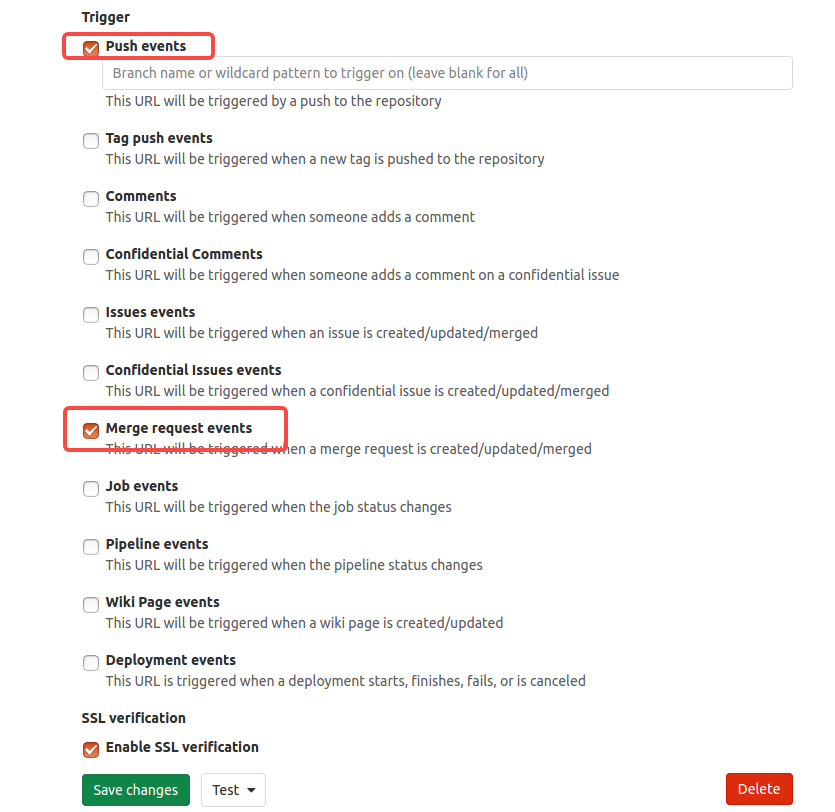 Trigger
Push events
Branch name or wildcard pattern to trigger on (leave blank for all)
This URL will be triggered by a push to the repository
Tag push events
This URL will be triggered when a new tag is pushed to the repository
Comments
This URL will be triggered when someone adds a comment
Confidential Comments
This URL will be triggered when someone adds a comment on a confidential issue
Issues events
This URL will be triggered when an issue is created/updated/merged
Confidential Issues events
This URL will be triggered when a confidential issue is created/updated/merged
Merge request events
This URL will be triggered when a merge request is created/updated/merged
Job events
This URL will be triggered when the job status changes
Pipeline events
This URL will be triggered when the pipeline status changes
Wiki Page events
This URL will be triggered when a wiki page is created/updated
Deployment events
This URL is triggered when a deployment starts, finishes, fails, or is canceled
SSL verification
Enable SSL verification
Save changes Test Delete